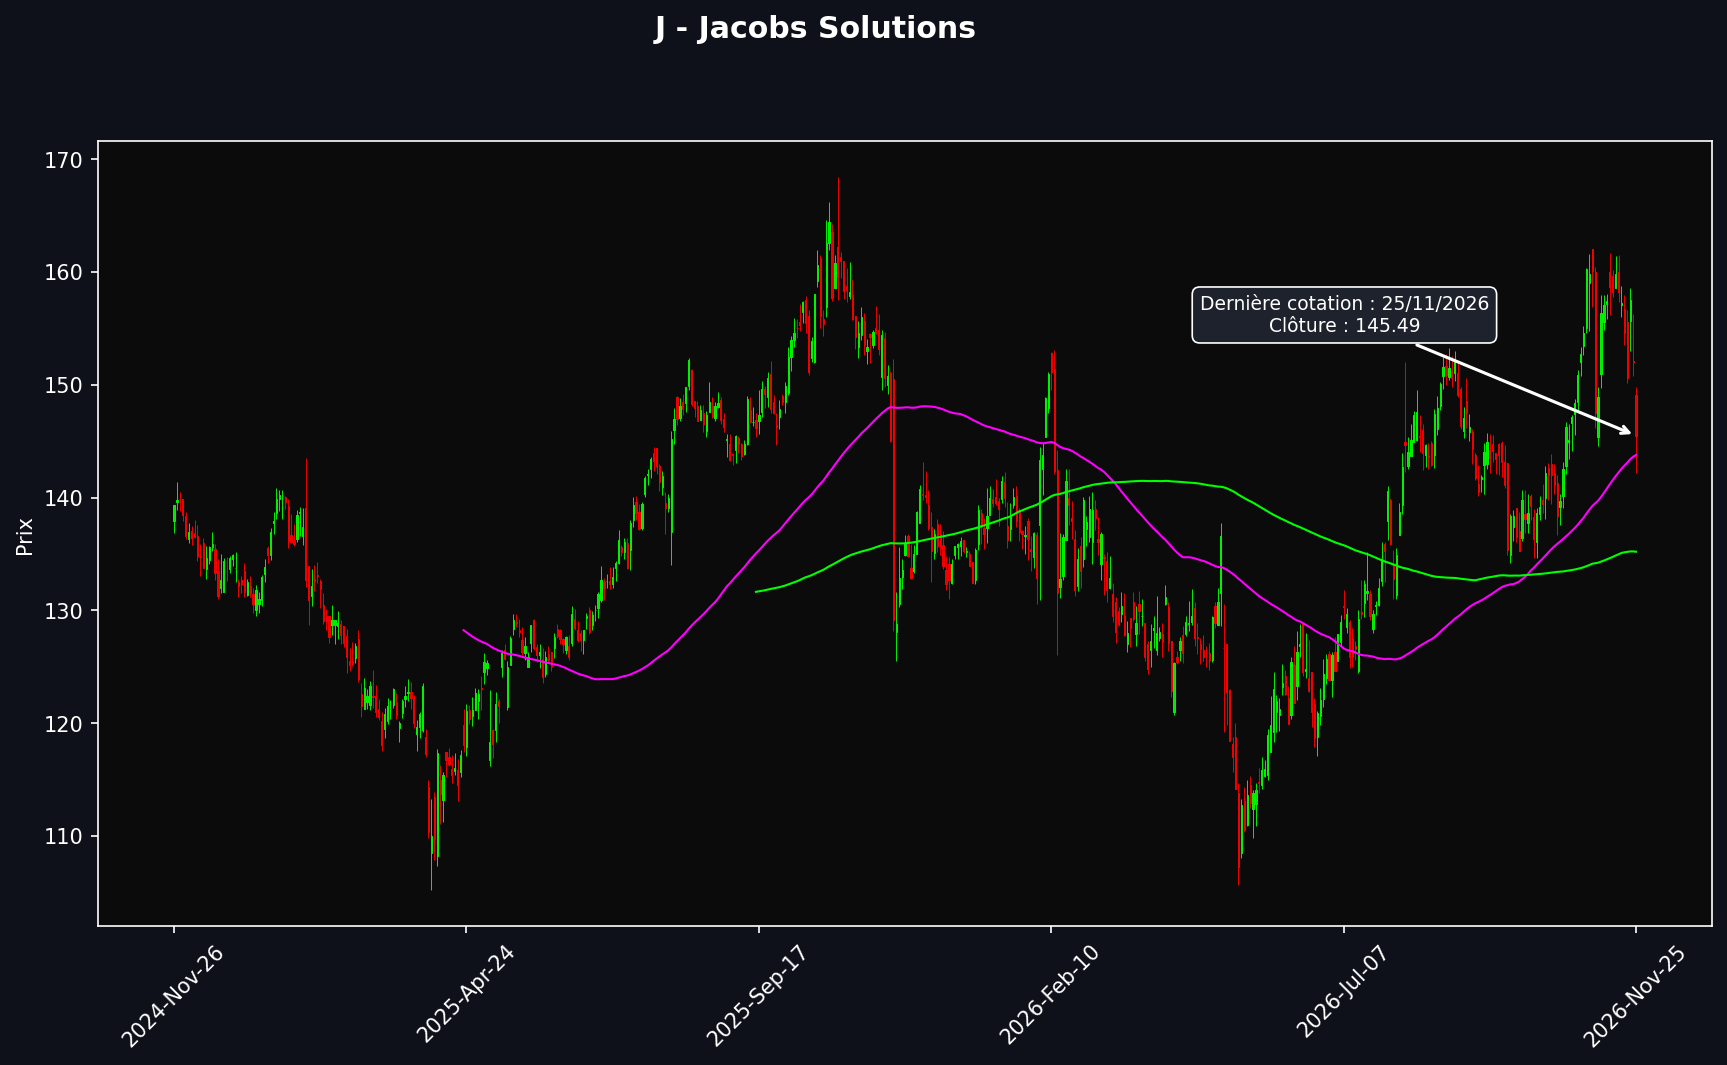 J - Jacobs Solutions
Prix
170
160
150
140
130
120
110
Dernière cotation : 25/11/2026
Clôture : 145.49
2024-Nov-26
2025-Apr-24
2025-Sep-17
2026-Feb-10
2026-Jul-07
2026-Nov-25